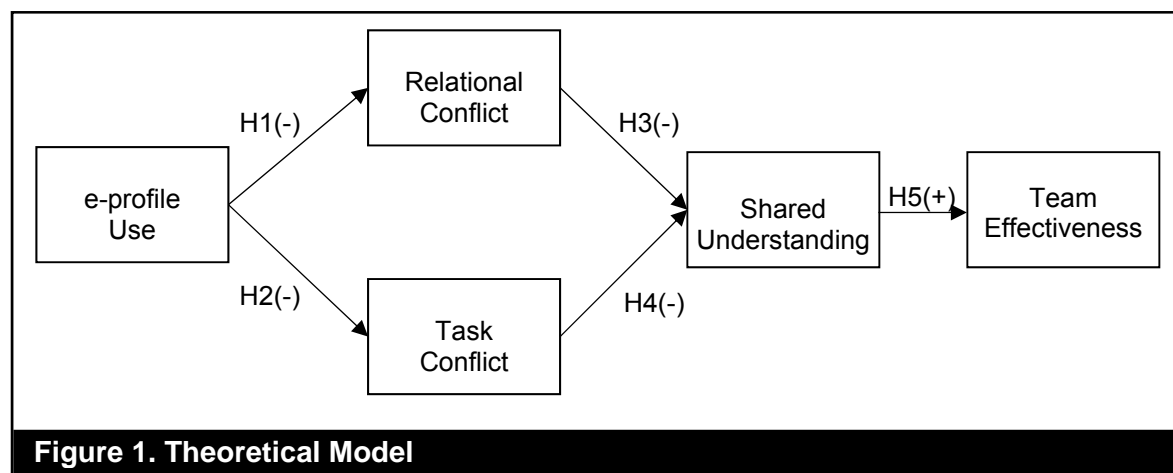 Relational
Conflict
H1(-)
H3(-)
e-profile
Use
Shared
Understanding
H5(+)
Team
Effectiveness
H2(-)
H4(-)
Task
Conflict
Figure 1. Theoretical Model